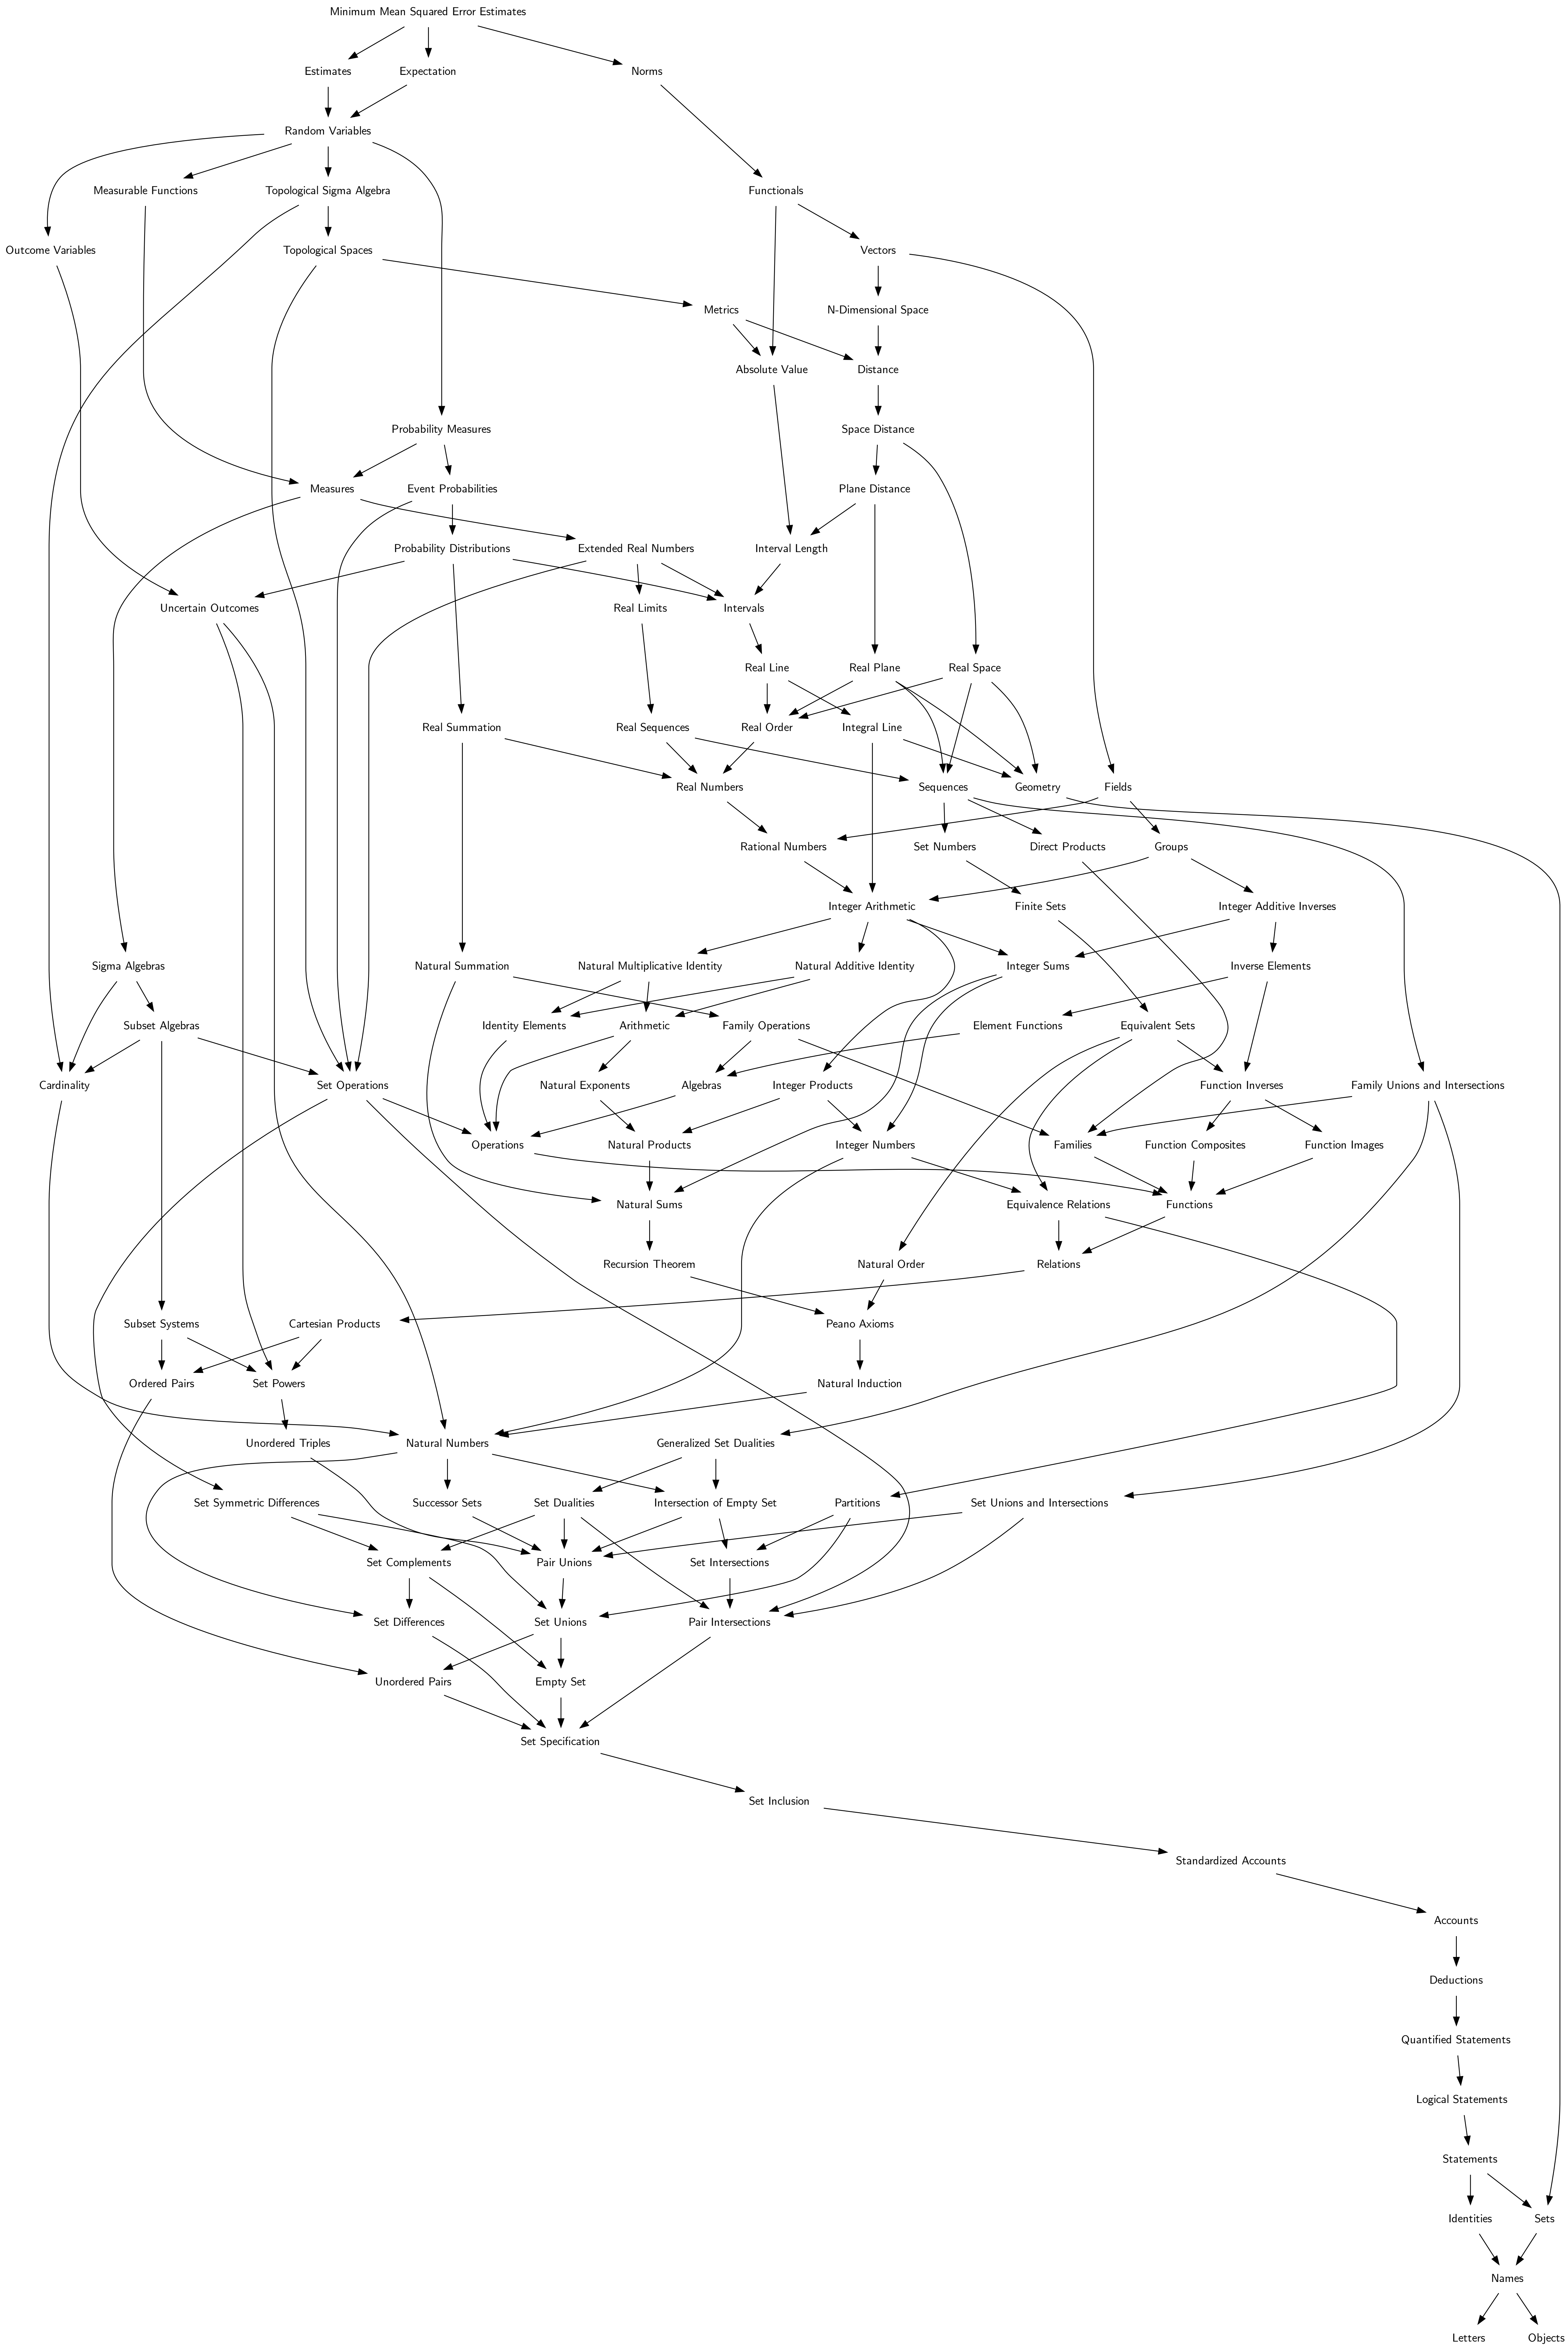 Minimum Mean Squared Error Estimates
Estimates
Expectation
Norms
Random Variables
Measurable Functions
Topological Sigma Algebra
Functionals
Outcome Variables
Topological Spaces
Vectors
Metrics
N-Dimensional Space
Absolute Value
Distance
Probability Measures
Space Distance
Measures
Event Probabilities
Plane Distance
Probability Distributions
Extended Real Numbers
Interval Length
Uncertain Outcomes
Real Limits
Intervals
Real Line
Real Plane
Real Space
Real Summation
Real Sequences
Real Order
Integral Line
Real Numbers
Sequences
Geometry
Fields
Rational Numbers
Set Numbers
Direct Products
Groups
Integer Arithmetic
Finite Sets
Integer Additive Inverses
Sigma Algebras
Natural Summation
Natural Multiplicative Identity
Natural Additive Identity
Integer Sums
Inverse Elements
Subset Algebras
Identity Elements
Arithmetic
Family Operations
Element Functions
Equivalent Sets
Cardinality
Set Operations
Natural Exponents
Algebras
Integer Products
Function Inverses
Family Unions and Intersections
Operations
Natural Products
Integer Numbers
Families
Function Composites
Function Images
Natural Sums
Equivalence Relations
Functions
Recursion Theorem
Natural Order
Relations
Subset Systems
Cartesian Products
Peano Axioms
Ordered Pairs
Set Powers
Natural Induction
Unordered Triples
Natural Numbers
Generalized Set Dualities
Set Symmetric Differences
Successor Sets
Set Dualities
Intersection of Empty Set
Partitions
Set Unions and Intersections
Set Complements
Pair Unions
Set Intersections
Set Differences
Set Unions
Pair Intersections
Unordered Pairs
Empty Set
Set Specification
Set Inclusion
Standardized Accounts
Accounts
Deductions
Quantified Statements
Logical Statements
Statements
Identities
Sets
Names
Letters
Objects